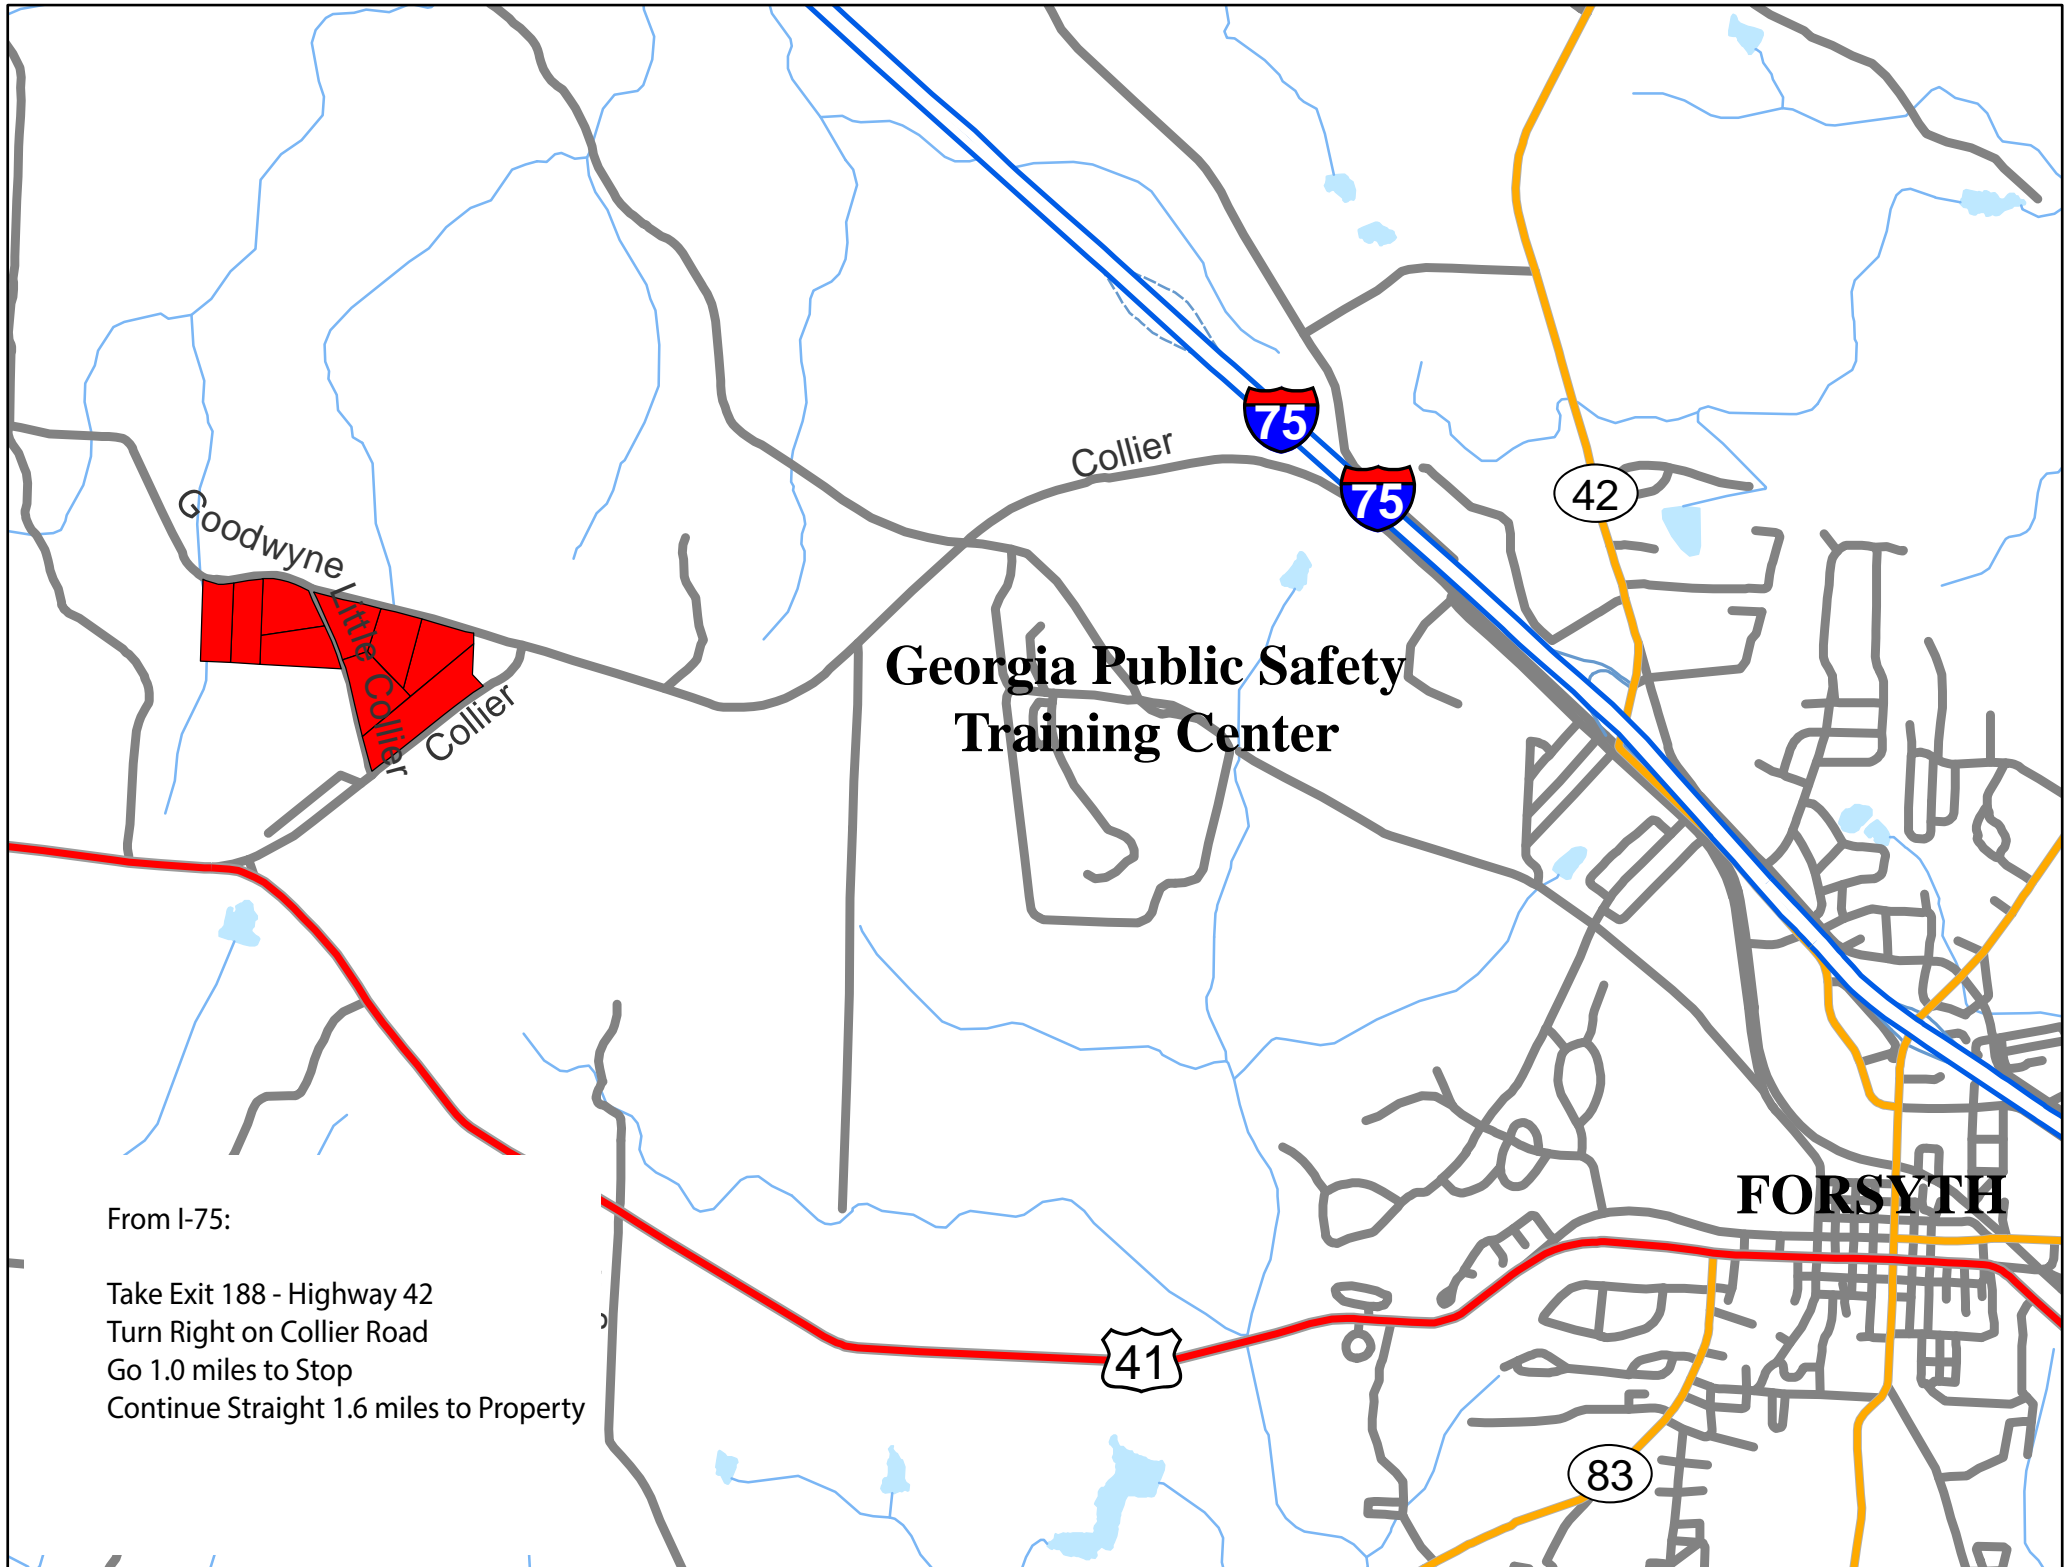 75
75
Collier
42
Goodwyne
Little Collier
Collier
Georgia Public Safety
Training Center
FORSYTH
From I-75:
Take Exit 188 - Highway 42
Turn Right on Collier Road
Go 1.0 miles to Stop
Continue Straight 1.6 miles to Property
41
83